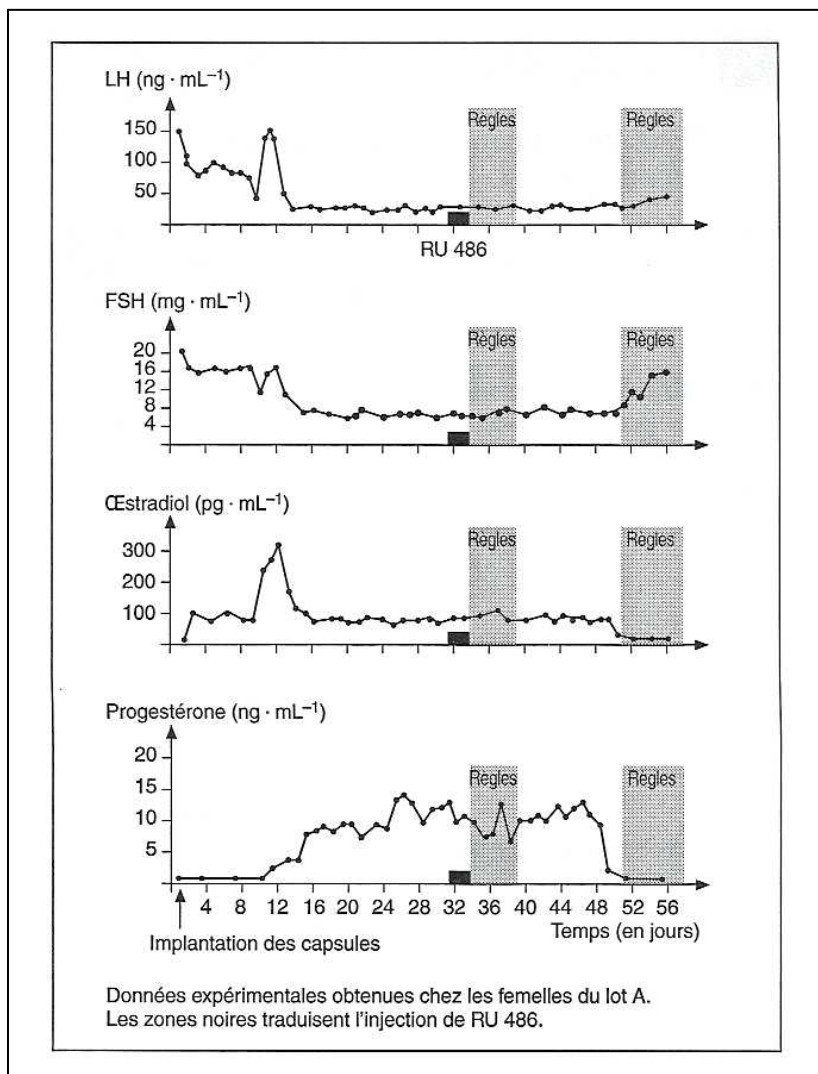 LH (ng · mL⁻¹)
150
100
50
Règles
Règles
RU 486
FSH (mg · mL⁻¹)
20
16
12
8
4
Règles
Règles
Œstradiol (pg · mL⁻¹)
300
200
100
Règles
Règles
Progestérone (ng · mL⁻¹)
20
15
10
5
Règles
Règles
4 8 12 16 20 24 28 32 36 40 44 48 52 56
Temps (en jours)
Implantation des capsules
Données expérimentales obtenues chez les femelles du lot A.
Les zones noires traduisent l'injection de RU 486.